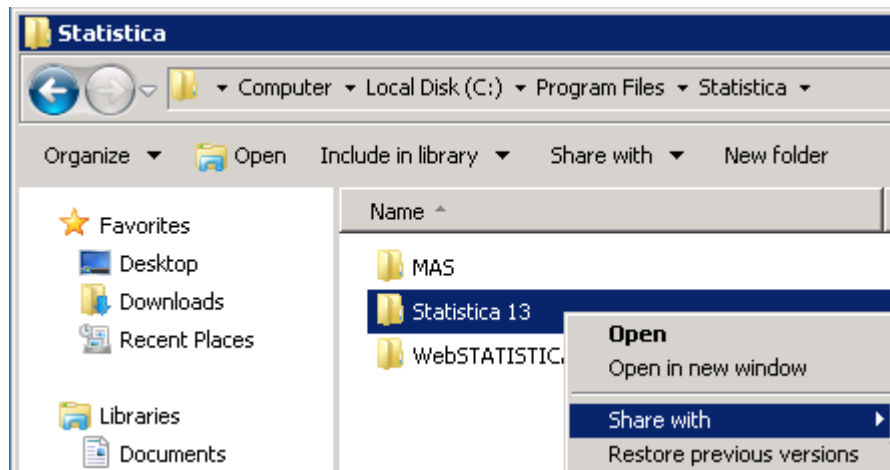 Statistica
Computer Local Disk (C:) Program Files Statistica
Organize Open Include in library Share with New folder
Favorites
Desktop
Downloads
Recent Places
Libraries
Documents
Name
MAS
Statistica 13
WebSTATISTICA
Open
Open in new window
Share with
Restore previous versions